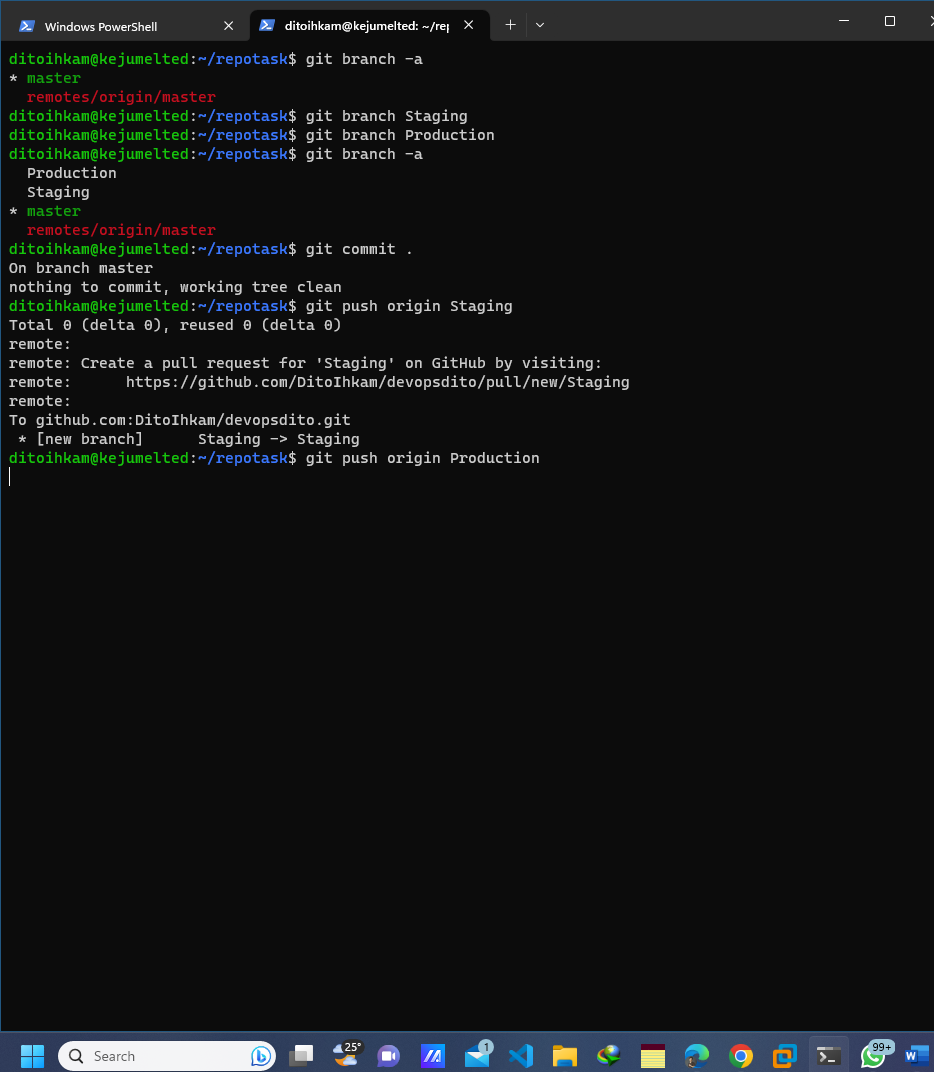 Windows PowerShell
ditoihkam@kejumelted: ~/rep
ditoihkam@kejumelted:~/repotask$ git branch -a
* master
  remotes/origin/master
ditoihkam@kejumelted:~/repotask$ git branch Staging
ditoihkam@kejumelted:~/repotask$ git branch Production
ditoihkam@kejumelted:~/repotask$ git branch -a
  Production
  Staging
* master
  remotes/origin/master
ditoihkam@kejumelted:~/repotask$ git commit .
On branch master
nothing to commit, working tree clean
ditoihkam@kejumelted:~/repotask$ git push origin Staging
Total 0 (delta 0), reused 0 (delta 0)
remote:
remote: Create a pull request for 'Staging' on GitHub by visiting:
remote:      https://github.com/DitoIhkam/devopsdito/pull/new/Staging
remote:
To github.com:DitoIhkam/devopsdito.git
 * [new branch]      Staging -> Staging
ditoihkam@kejumelted:~/repotask$ git push origin Production
Search
25°
1
99+